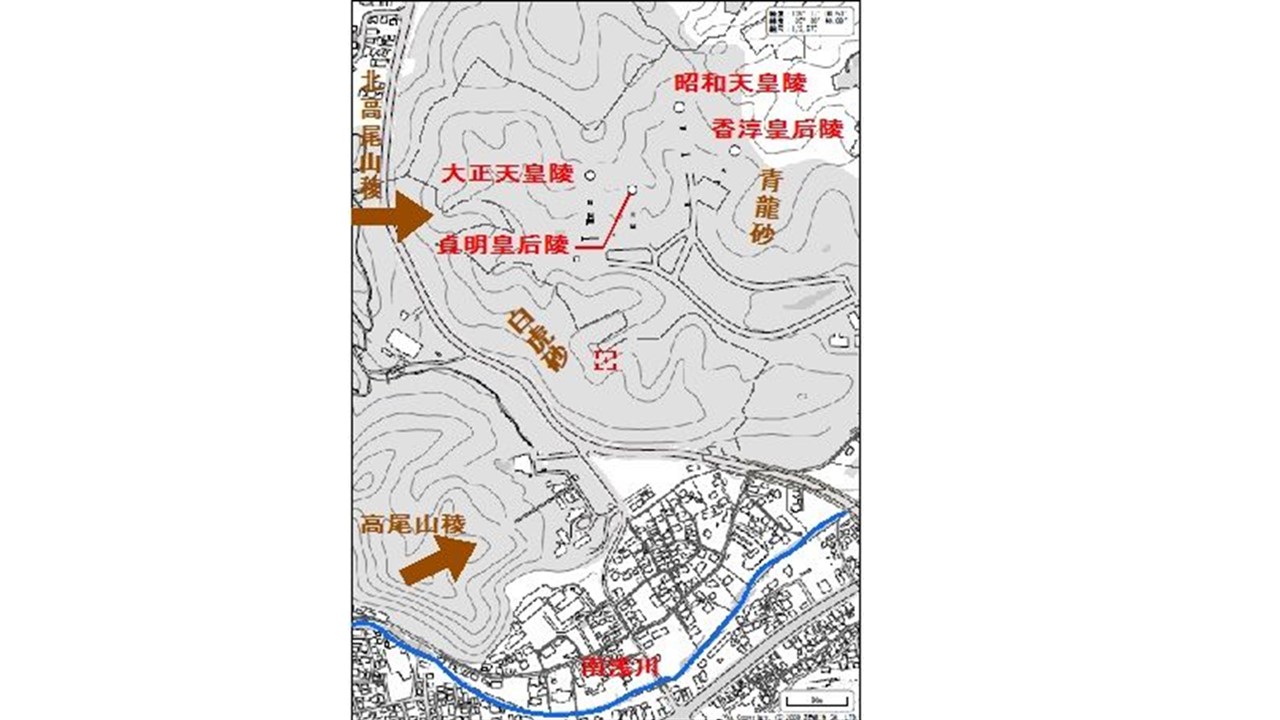 昭和天皇陵
香淳皇后陵
北高尾山稜
大正天皇陵
青龍砂
貞明皇后陵
白虎砂
高尾山稜
南浅川